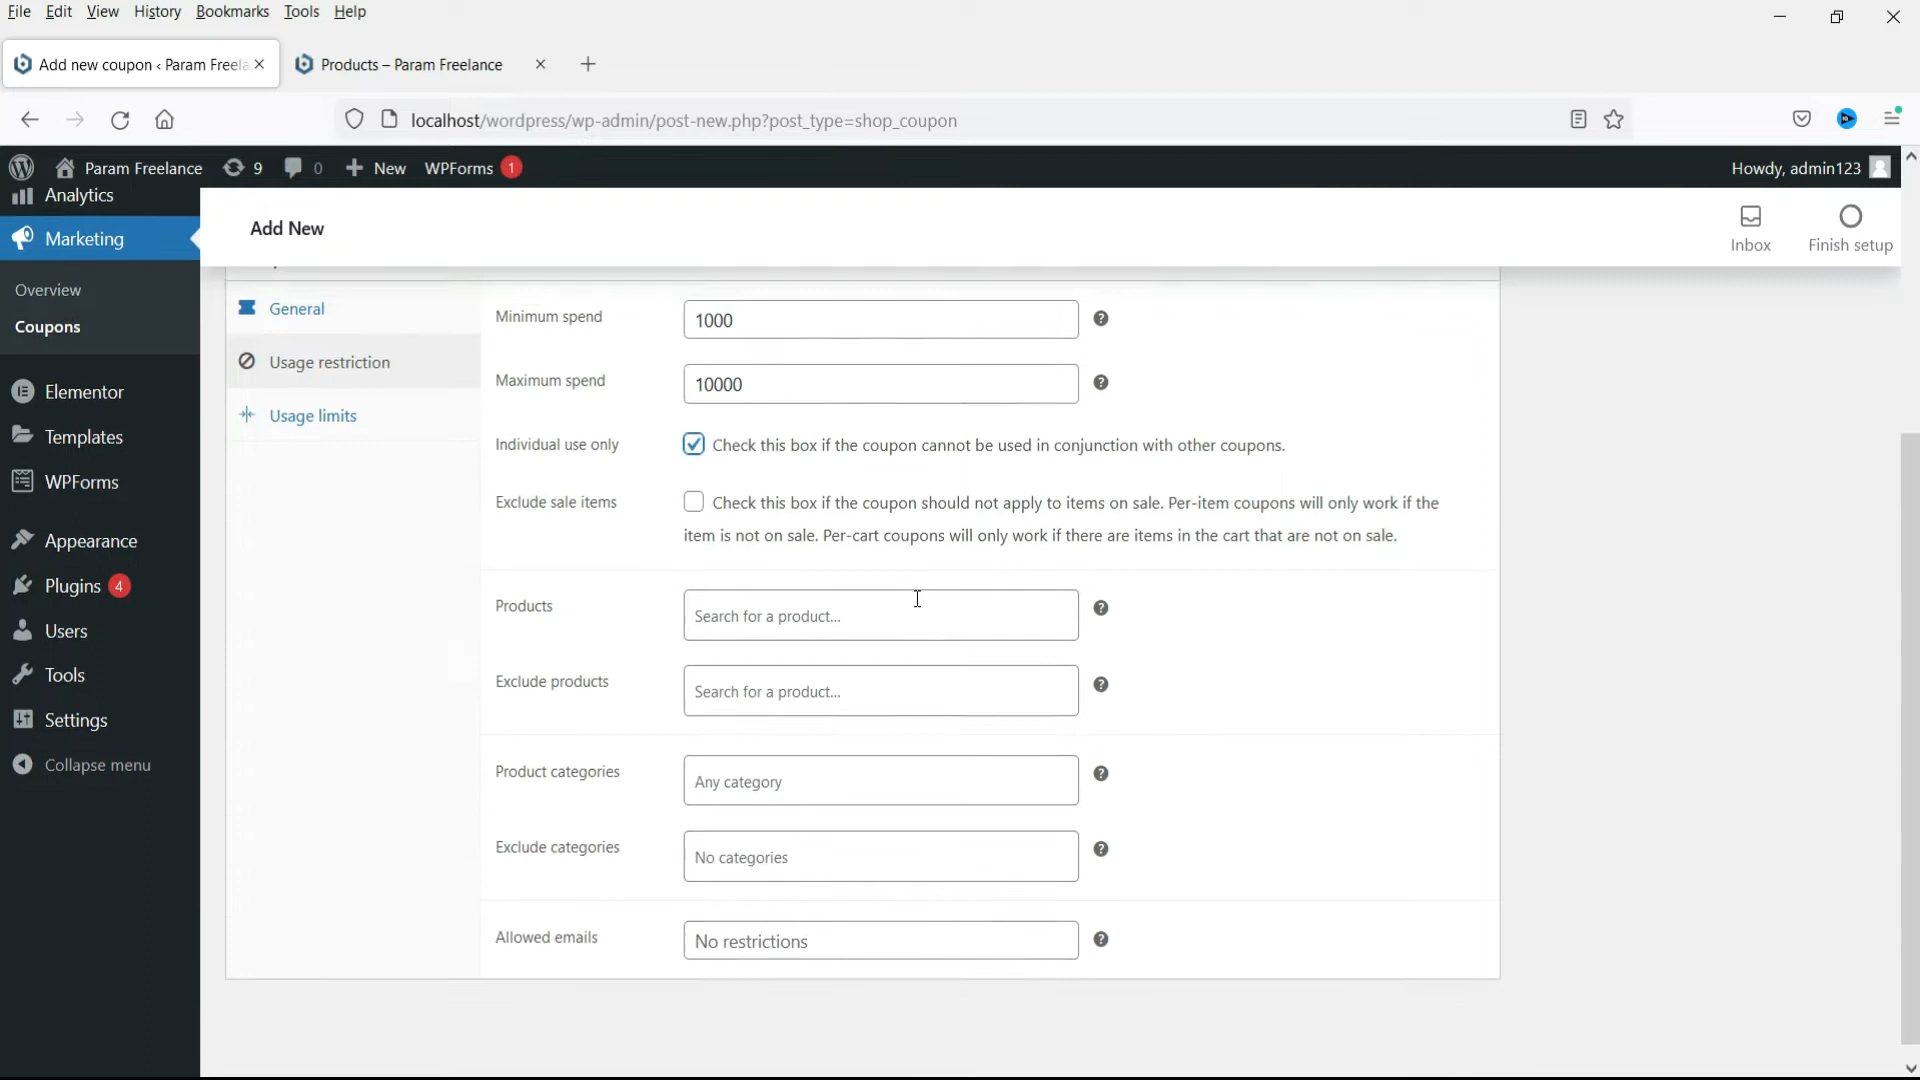 File Edit View History Bookmarks Tools Help
Add new coupon ‹ Param Freela
Products – Param Freelance
localhost/wordpress/wp-admin/post-new.php?post_type=shop_coupon
Param Freelance 9 0 New WPForms 1 Howdy, admin123
Analytics
Marketing
Overview
Coupons
Elementor
Templates
WPForms
Appearance
Plugins 4
Users
Tools
Settings
Collapse menu
Add New
Inbox
Finish setup
General
Usage restriction
Usage limits
Minimum spend 1000
Maximum spend 10000
Individual use only Check this box if the coupon cannot be used in conjunction with other coupons.
Exclude sale items Check this box if the coupon should not apply to items on sale. Per-item coupons will only work if the
item is not on sale. Per-cart coupons will only work if there are items in the cart that are not on sale.
Products Search for a product...
Exclude products Search for a product...
Product categories Any category
Exclude categories No categories
Allowed emails No restrictions